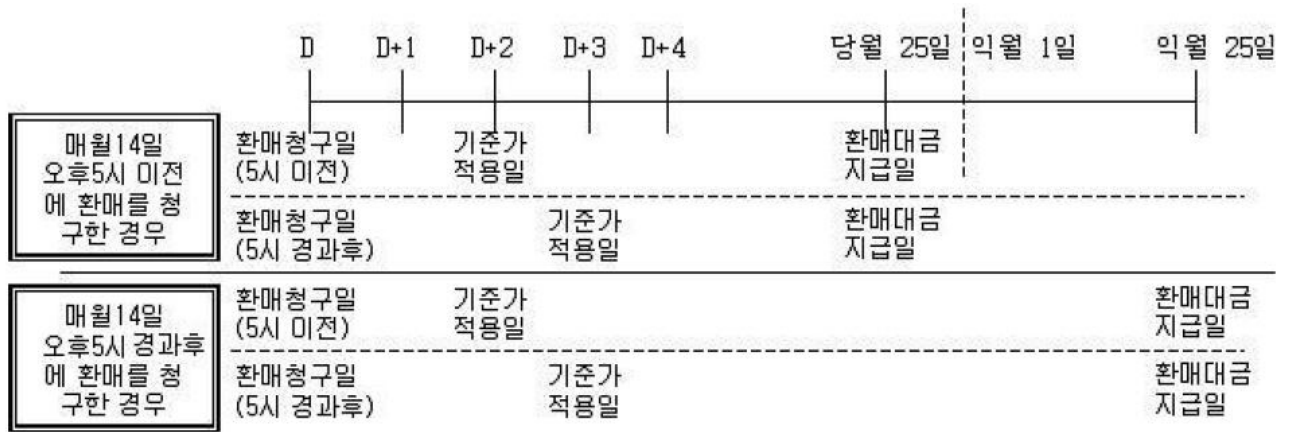 D D+1 D+2 D+3 D+4 당월 25일 익월 1일 익월 25일
매월14일
오후5시 이전
에 환매를 청
구한 경우
환매청구일 기준가 환매대금
(5시 이전) 적용일 지급일
환매청구일 기준가 환매대금
(5시 경과후) 적용일 지급일
매월14일
오후5시 경과후
에 환매를 청
구한 경우
환매청구일 기준가 환매대금
(5시 이전) 적용일 지급일
환매청구일 기준가 환매대금
(5시 경과후) 적용일 지급일